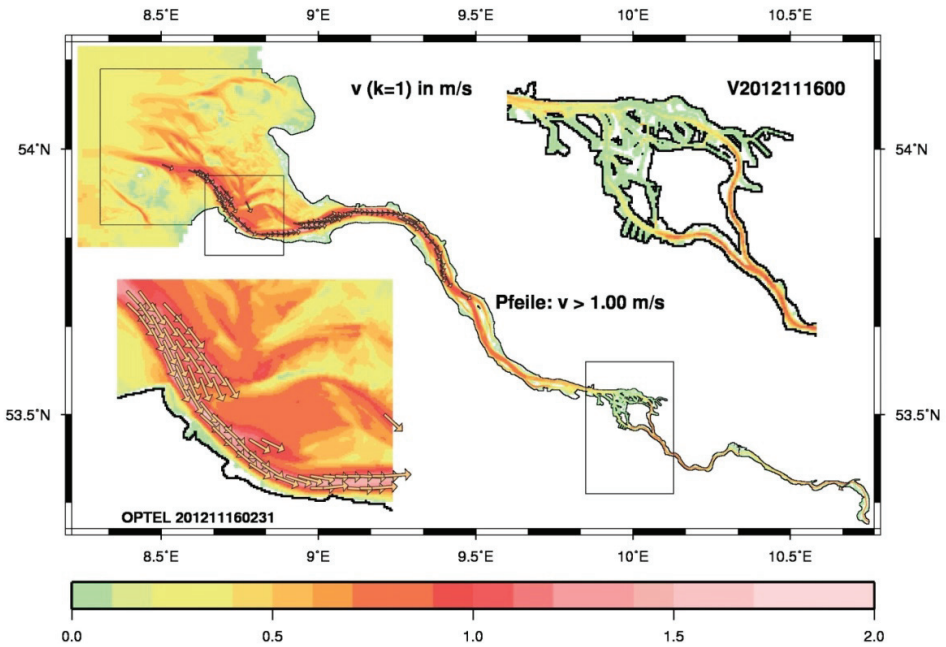 8.5°E 9°E 9.5°E 10°E 10.5°E
v (k=1) in m/s V2012111600
54°N 54°N
Pfeile: v > 1.00 m/s
53.5°N 53.5°N
OPTEL 201211160231
8.5°E 9°E 9.5°E 10°E 10.5°E
0.0 0.5 1.0 1.5 2.0